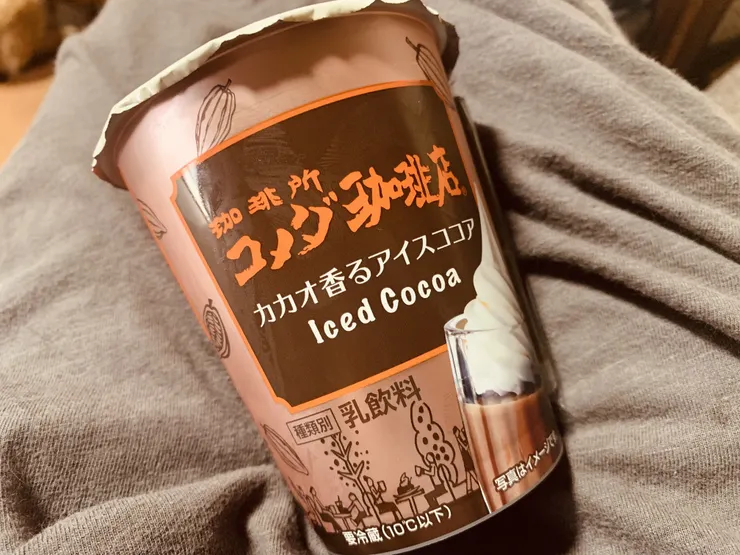 珈琲所
コメダ珈琲店®
カカオ香るアイスココア
Iced Cocoa
種類別 乳飲料
写真はイメージです
要冷蔵(10℃以下)